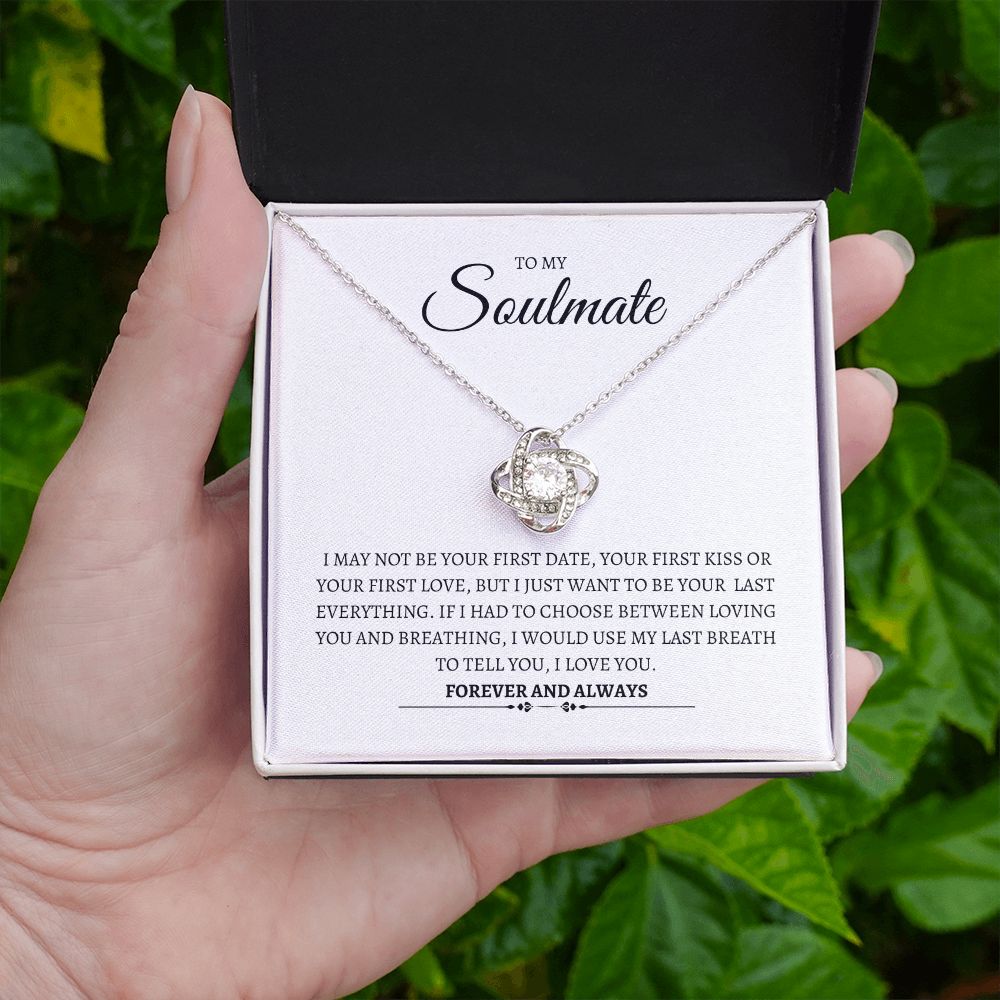 TO MY
Soulmate
I MAY NOT BE YOUR FIRST DATE, YOUR FIRST KISS OR
YOUR FIRST LOVE, BUT I JUST WANT TO BE YOUR LAST
EVERYTHING. IF I HAD TO CHOOSE BETWEEN LOVING
YOU AND BREATHING, I WOULD USE MY LAST BREATH
TO TELL YOU, I LOVE YOU.
FOREVER AND ALWAYS